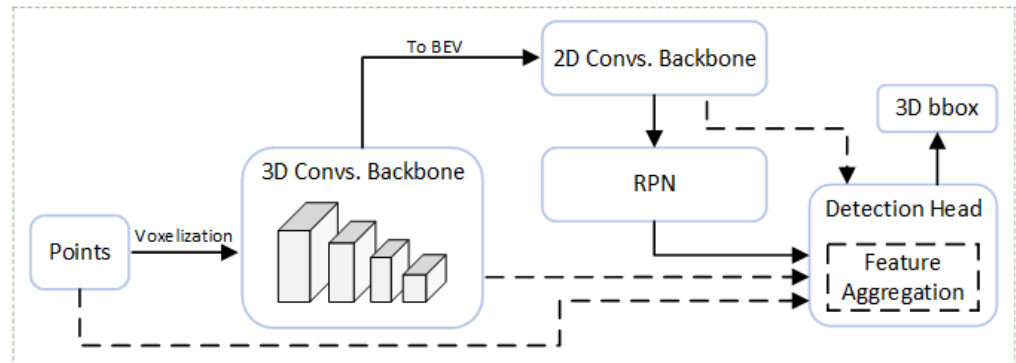 To BEV
2D Convs. Backbone
3D bbox
3D Convs. Backbone
RPN
Detection Head
Points
Voxelization
Feature
Aggregation